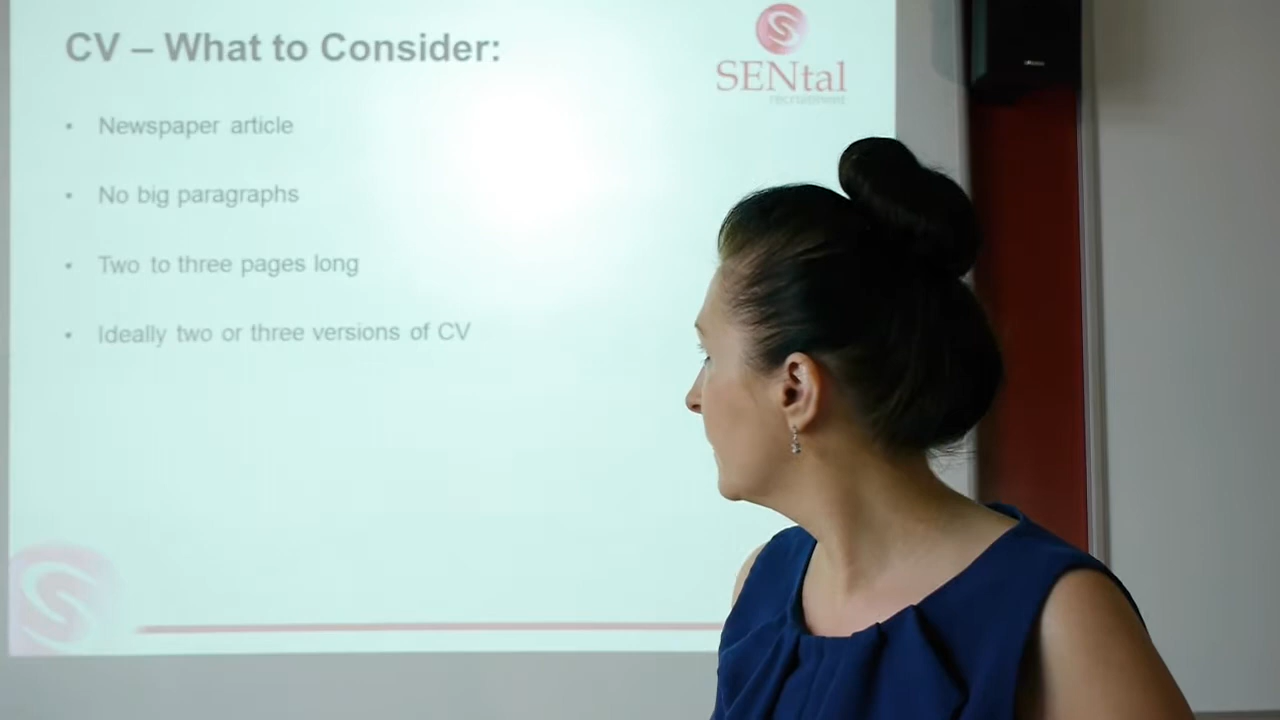 CV – What to Consider:
SENtal
recruitment
• Newspaper article
• No big paragraphs
• Two to three pages long
• Ideally two or three versions of CV